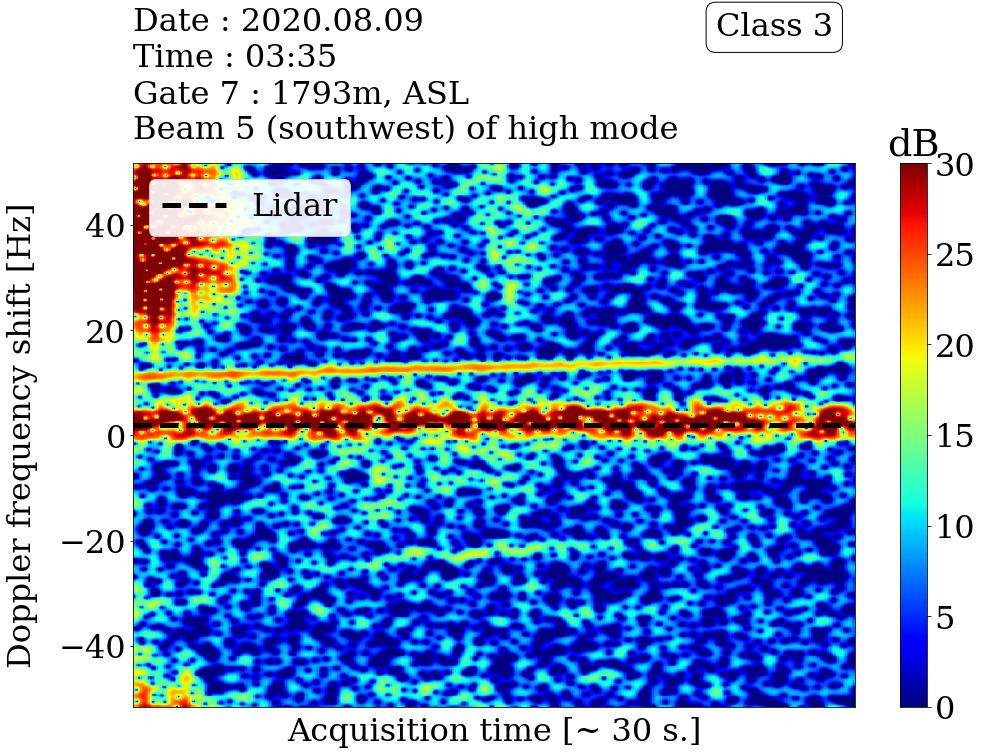 Date : 2020.08.09
Time : 03:35
Gate 7 : 1793m, ASL
Beam 5 (southwest) of high mode
Class 3
dB
Lidar
Doppler frequency shift [Hz]
40
20
0
−20
−40
30
25
20
15
10
5
0
Acquisition time [~ 30 s.]